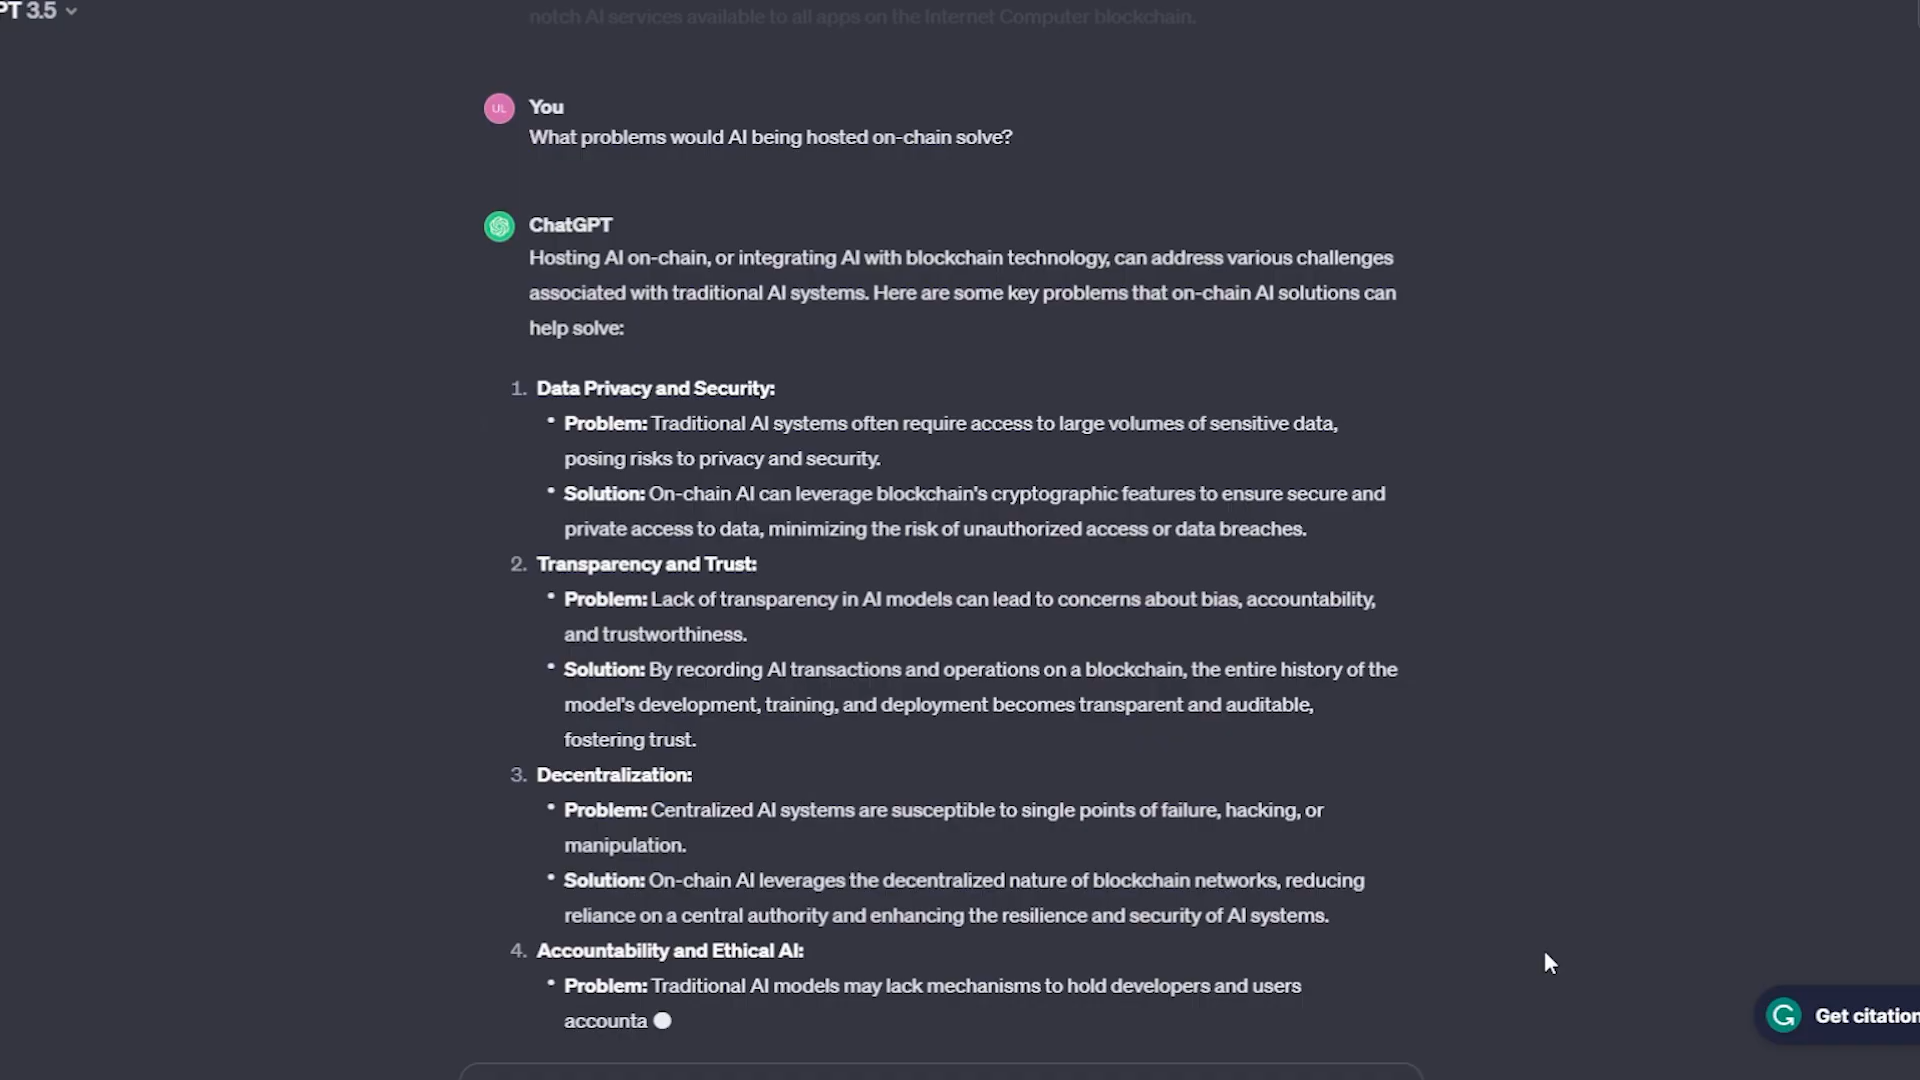 PT 3.5
notch AI services available to all apps on the Internet Computer blockchain.
UL
You
What problems would AI being hosted on-chain solve?
ChatGPT
Hosting AI on-chain, or integrating AI with blockchain technology, can address various challenges
associated with traditional AI systems. Here are some key problems that on-chain AI solutions can
help solve:
1. Data Privacy and Security:
• Problem: Traditional AI systems often require access to large volumes of sensitive data,
posing risks to privacy and security.
• Solution: On-chain AI can leverage blockchain's cryptographic features to ensure secure and
private access to data, minimizing the risk of unauthorized access or data breaches.
2. Transparency and Trust:
• Problem: Lack of transparency in AI models can lead to concerns about bias, accountability,
and trustworthiness.
• Solution: By recording AI transactions and operations on a blockchain, the entire history of the
model's development, training, and deployment becomes transparent and auditable,
fostering trust.
3. Decentralization:
• Problem: Centralized AI systems are susceptible to single points of failure, hacking, or
manipulation.
• Solution: On-chain AI leverages the decentralized nature of blockchain networks, reducing
reliance on a central authority and enhancing the resilience and security of AI systems.
4. Accountability and Ethical AI:
• Problem: Traditional AI models may lack mechanisms to hold developers and users
accounta
Get citation